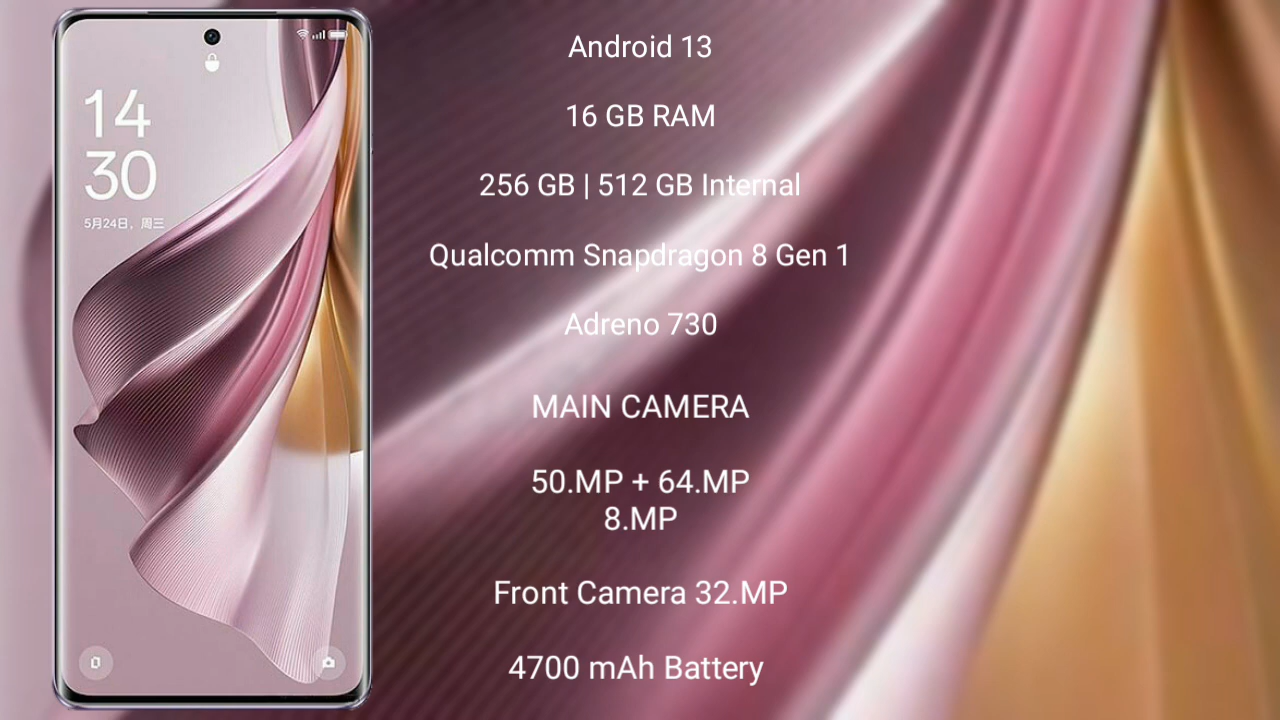 14
30
5月24日，周三
Android 13
16 GB RAM
256 GB | 512 GB Internal
Qualcomm Snapdragon 8 Gen 1
Adreno 730
MAIN CAMERA
50.MP + 64.MP
8.MP
Front Camera 32.MP
4700 mAh Battery